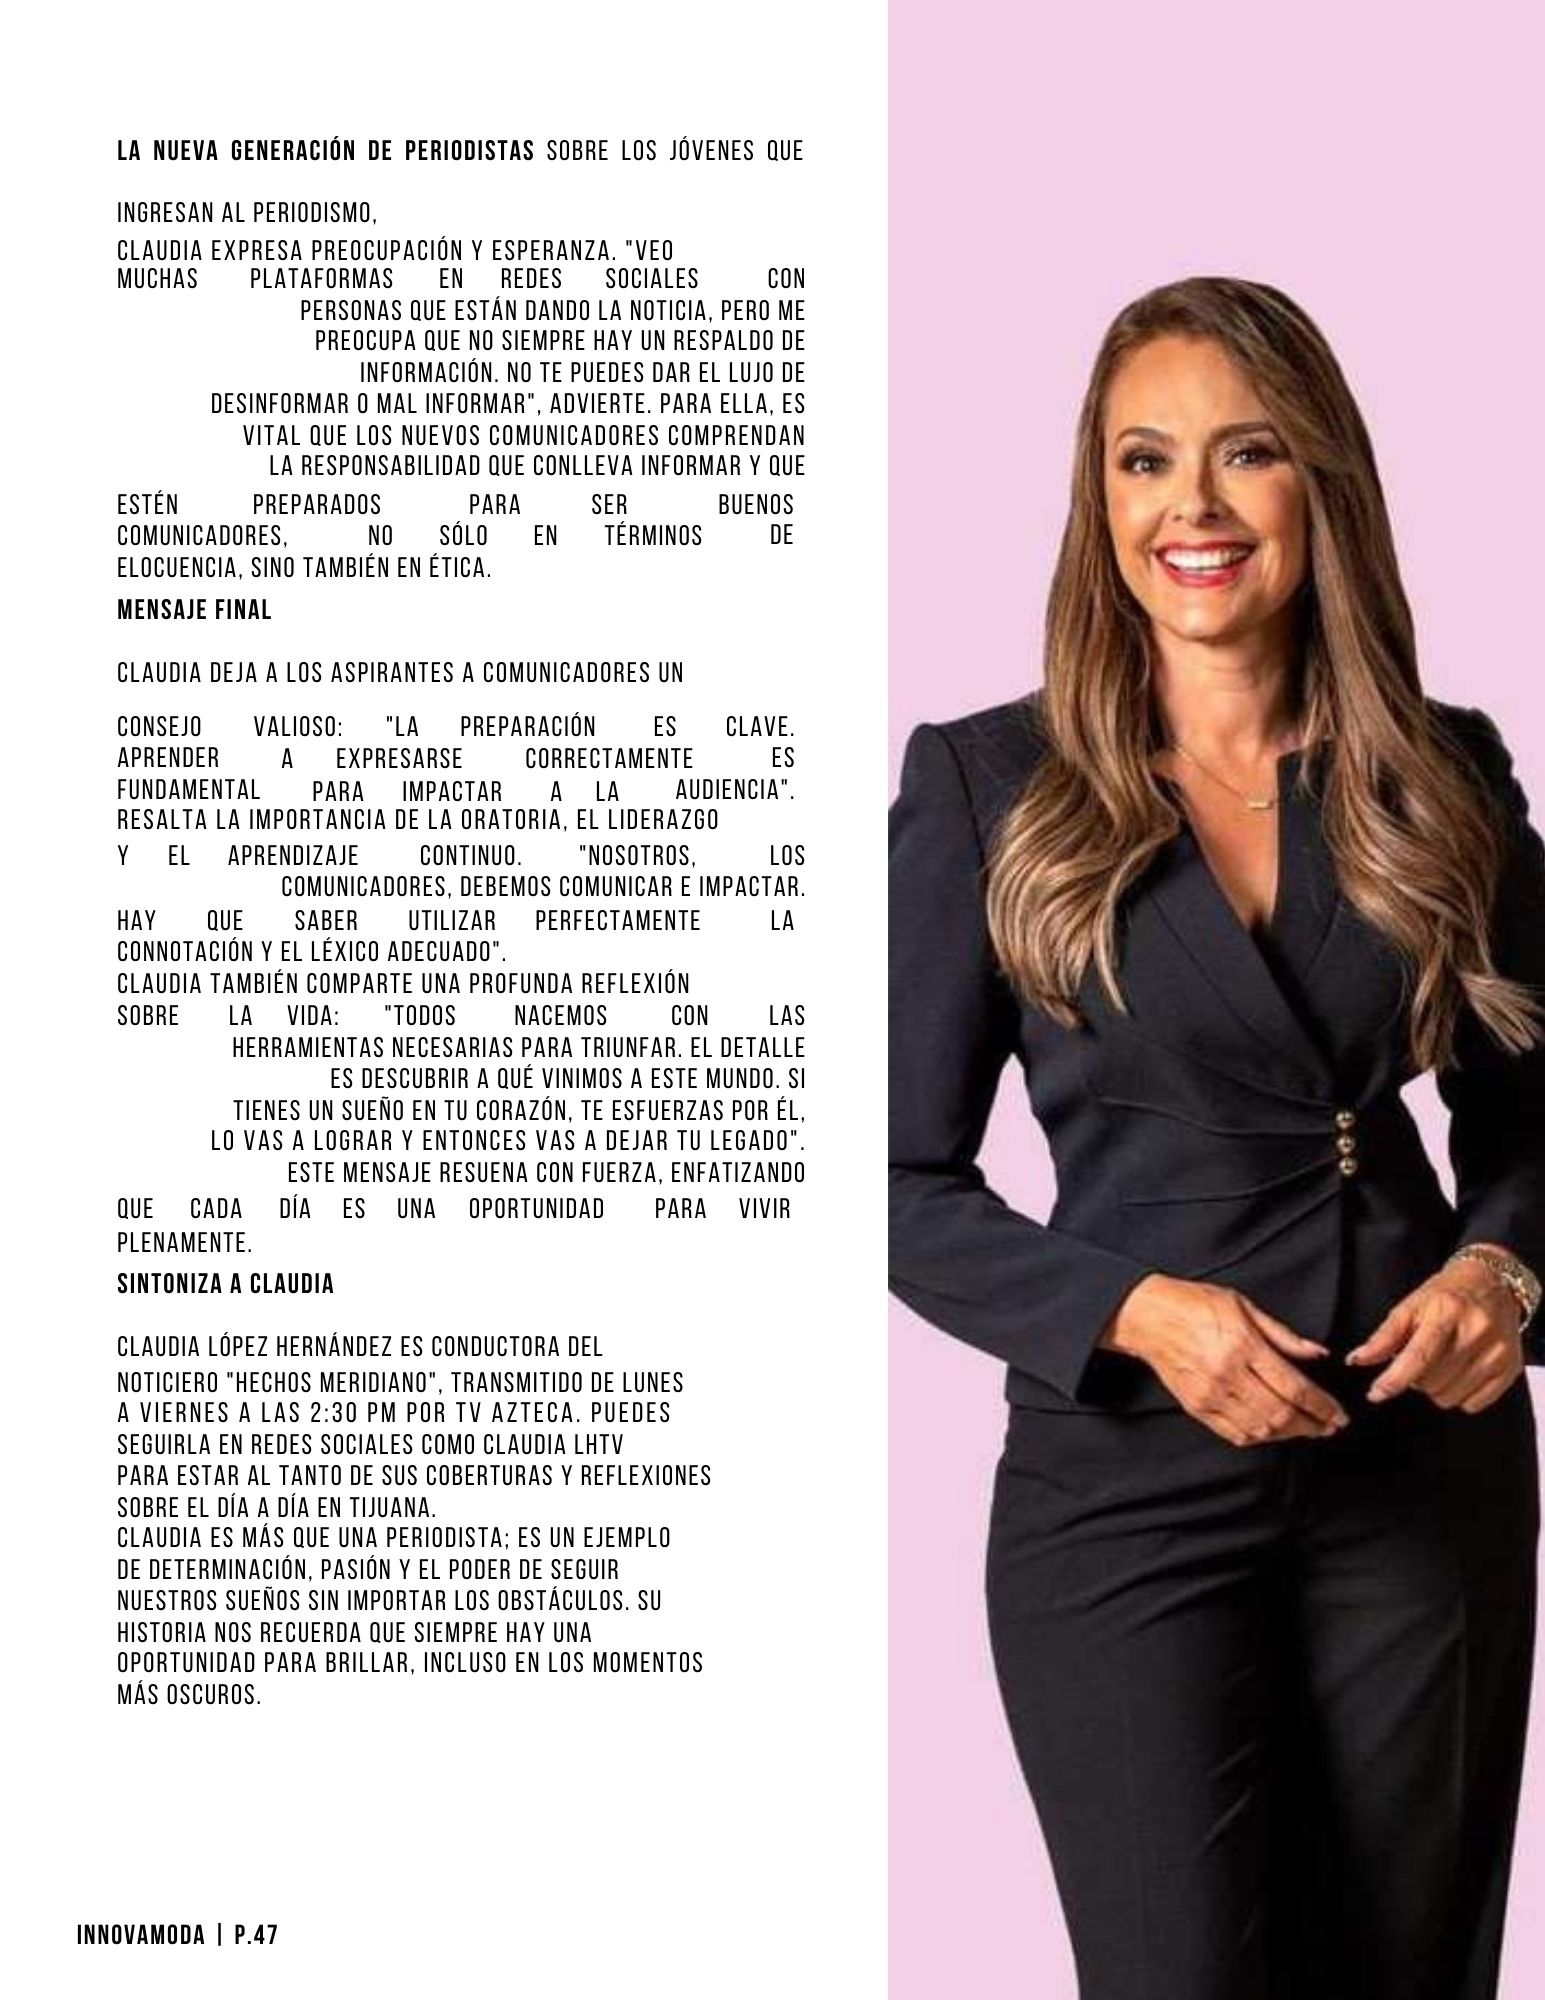 LA NUEVA GENERACIÓN DE PERIODISTAS SOBRE LOS JÓVENES QUE
INGRESAN AL PERIODISMO,
CLAUDIA EXPRESA PREOCUPACIÓN Y ESPERANZA. "VEO
MUCHAS PLATAFORMAS EN REDES SOCIALES CON
PERSONAS QUE ESTÁN DANDO LA NOTICIA, PERO ME
PREOCUPA QUE NO SIEMPRE HAY UN RESPALDO DE
INFORMACIÓN. NO TE PUEDES DAR EL LUJO DE
DESINFORMAR O MAL INFORMAR", ADVIERTE. PARA ELLA, ES
VITAL QUE LOS NUEVOS COMUNICADORES COMPRENDAN
LA RESPONSABILIDAD QUE CONLLEVA INFORMAR Y QUE
ESTÉN PREPARADOS PARA SER BUENOS
COMUNICADORES, NO SÓLO EN TÉRMINOS DE
ELOCUENCIA, SINO TAMBIÉN EN ÉTICA.
MENSAJE FINAL
CLAUDIA DEJA A LOS ASPIRANTES A COMUNICADORES UN
CONSEJO VALIOSO: "LA PREPARACIÓN ES CLAVE.
APRENDER A EXPRESARSE CORRECTAMENTE ES
FUNDAMENTAL PARA IMPACTAR A LA AUDIENCIA".
RESALTA LA IMPORTANCIA DE LA ORATORIA, EL LIDERAZGO
Y EL APRENDIZAJE CONTINUO. "NOSOTROS, LOS
COMUNICADORES, DEBEMOS COMUNICAR E IMPACTAR.
HAY QUE SABER UTILIZAR PERFECTAMENTE LA
CONNOTACIÓN Y EL LÉXICO ADECUADO".
CLAUDIA TAMBIÉN COMPARTE UNA PROFUNDA REFLEXIÓN
SOBRE LA VIDA: "TODOS NACEMOS CON LAS
HERRAMIENTAS NECESARIAS PARA TRIUNFAR. EL DETALLE
ES DESCUBRIR A QUÉ VINIMOS A ESTE MUNDO. SI
TIENES UN SUEÑO EN TU CORAZÓN, TE ESFUERZAS POR ÉL,
LO VAS A LOGRAR Y ENTONCES VAS A DEJAR TU LEGADO".
ESTE MENSAJE RESUENA CON FUERZA, ENFATIZANDO
QUE CADA DÍA ES UNA OPORTUNIDAD PARA VIVIR
PLENAMENTE.
SINTONIZA A CLAUDIA
CLAUDIA LÓPEZ HERNÁNDEZ ES CONDUCTORA DEL
NOTICIERO "HECHOS MERIDIANO", TRANSMITIDO DE LUNES
A VIERNES A LAS 2:30 PM POR TV AZTECA. PUEDES
SEGUIRLA EN REDES SOCIALES COMO CLAUDIA LHTV
PARA ESTAR AL TANTO DE SUS COBERTURAS Y REFLEXIONES
SOBRE EL DÍA A DÍA EN TIJUANA.
CLAUDIA ES MÁS QUE UNA PERIODISTA; ES UN EJEMPLO
DE DETERMINACIÓN, PASIÓN Y EL PODER DE SEGUIR
NUESTROS SUEÑOS SIN IMPORTAR LOS OBSTÁCULOS. SU
HISTORIA NOS RECUERDA QUE SIEMPRE HAY UNA
OPORTUNIDAD PARA BRILLAR, INCLUSO EN LOS MOMENTOS
MÁS OSCUROS.
INNOVAMODA | P.47